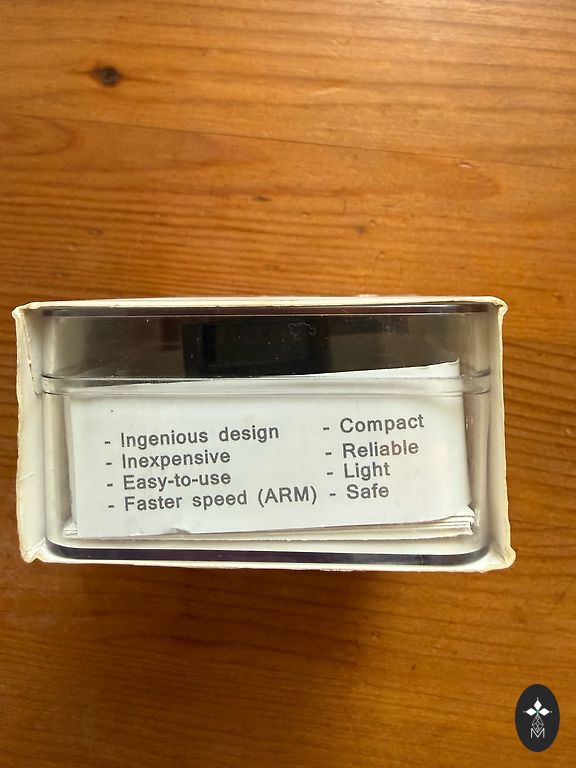 - Ingenious design
- Inexpensive
- Easy-to-use
- Faster speed (ARM)
- Compact
- Reliable
- Light
- Safe
M